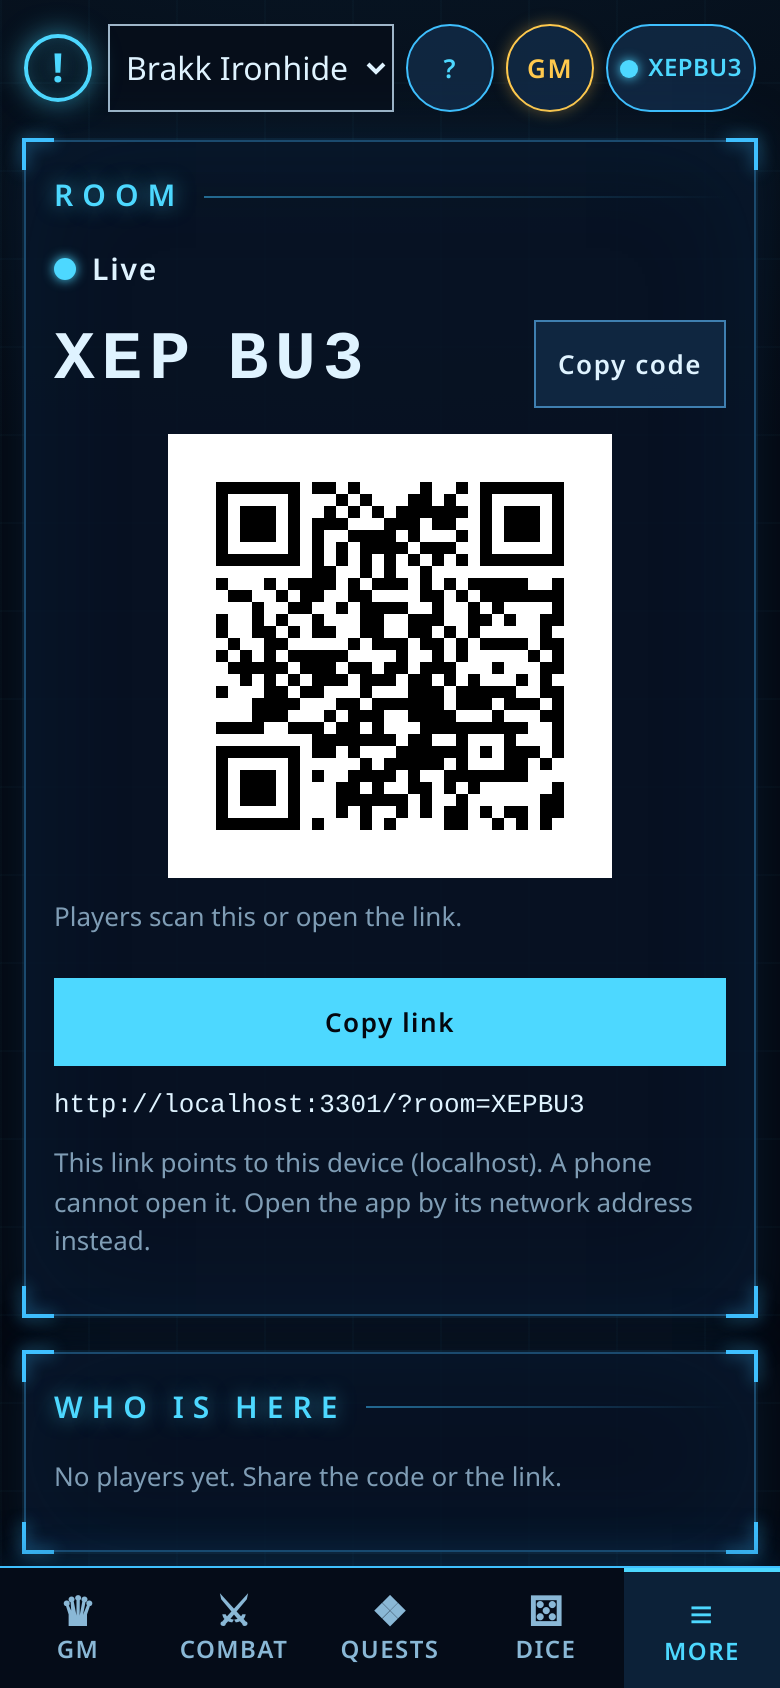 !
Brakk Ironhide
?
GM
XEPBU3
ROOM
Live
XEP BU3
Copy code
Players scan this or open the link.
Copy link
http://localhost:3301/?room=XEPBU3
This link points to this device (localhost). A phone
cannot open it. Open the app by its network address
instead.
WHO IS HERE
No players yet. Share the code or the link.
GM
COMBAT
QUESTS
DICE
MORE